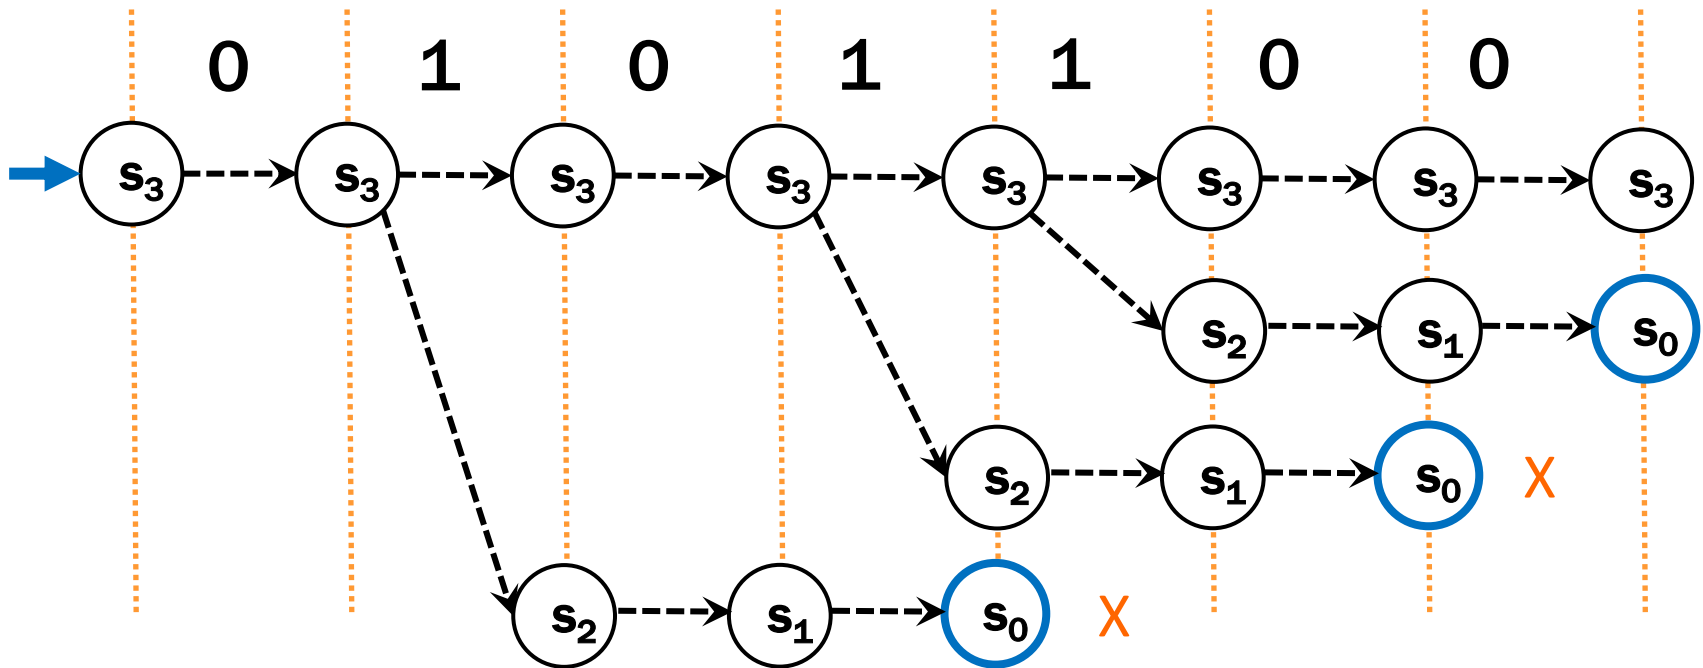 0 1 0 1 1 0 0
s₃ s₃ s₃ s₃ s₃ s₃ s₃ s₃
s₂ s₁ s₀
s₂ s₁ s₀ X
s₂ s₁ s₀ X